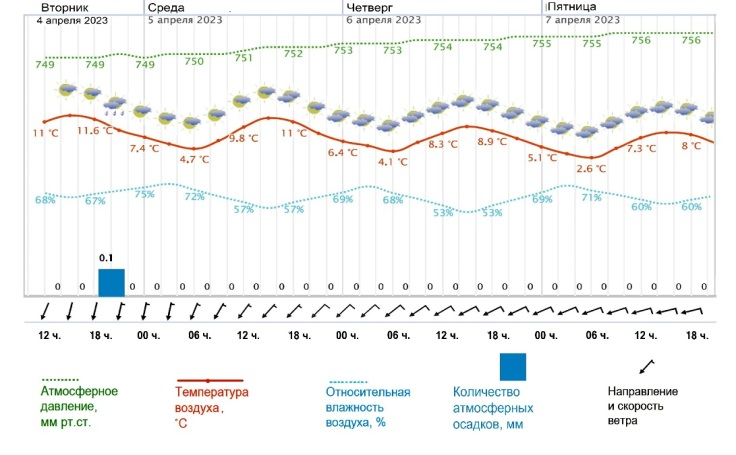 Вторник
4 апреля 2023
Среда
5 апреля 2023
Четверг
6 апреля 2023
Пятница
7 апреля 2023
749 749 749 750 751 752 753 753 754 754 755 755 756 756
11 °C 11.6 °C 7.4 °C 4.7 °C 9.8 °C 11 °C 6.4 °C 4.1 °C 8.3 °C 8.9 °C 5.1 °C 2.6 °C 7.3 °C 8 °C
68% 67% 75% 72% 57% 57% 69% 68% 53% 53% 69% 71% 60% 60%
0.1
0 0 0 0 0 0 0 0 0 0 0 0 0 0 0 0 0 0 0 0 0 0 0 0 0 0
12 ч. 18 ч. 00 ч. 06 ч. 12 ч. 18 ч. 00 ч. 06 ч. 12 ч. 18 ч. 00 ч. 06 ч. 12 ч. 18 ч.
Атмосферное
давление,
мм рт.ст.
Температура
воздуха,
°C
Относительная
влажность
воздуха, %
Количество
атмосферных
осадков, мм
Направление
и скорость
ветра